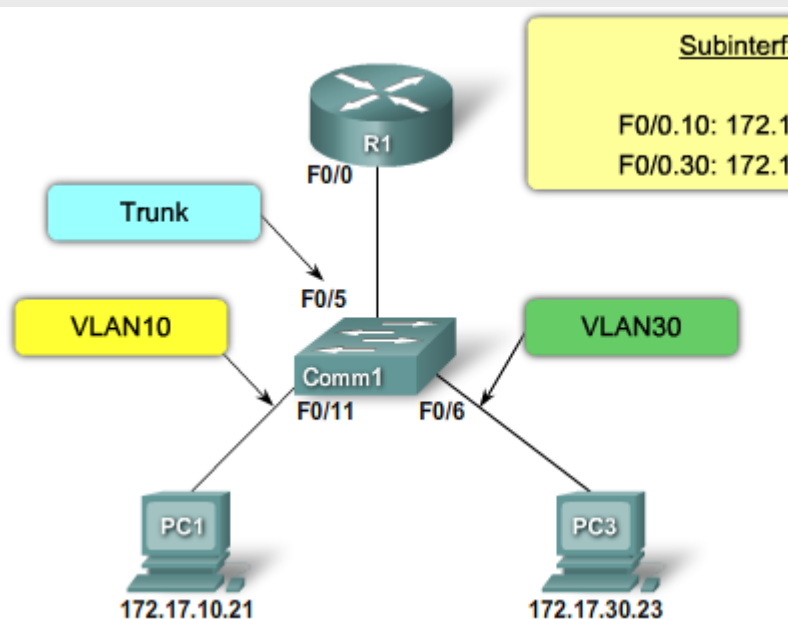 Subinterf
F0/0.10: 172.1
F0/0.30: 172.1
R1
F0/0
Trunk
F0/5
VLAN10
VLAN30
Comm1
F0/11
F0/6
PC1
PC3
172.17.10.21
172.17.30.23